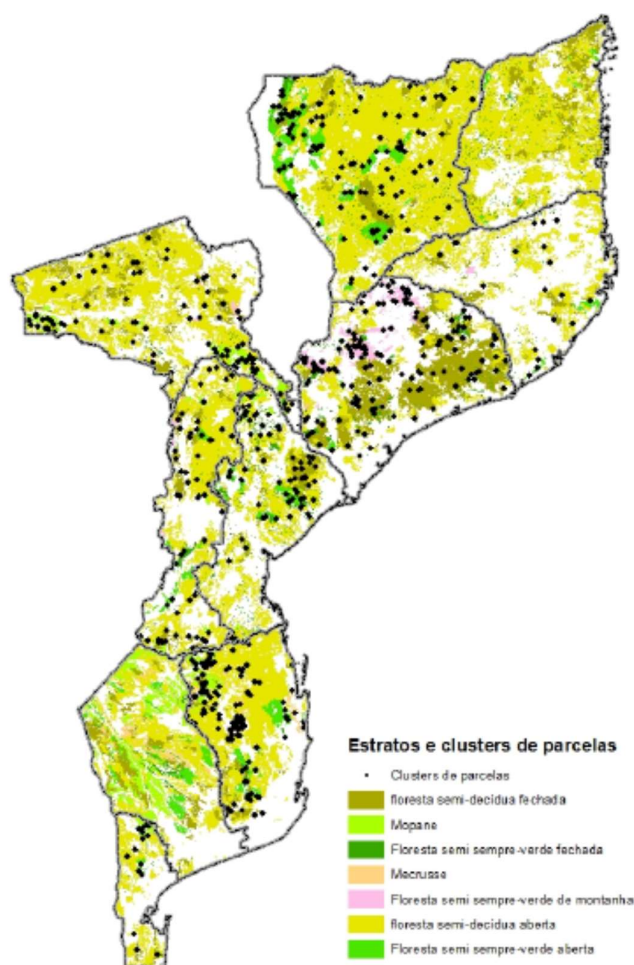 Estratos e clusters de parcelas
Clusters de parcelas
floresta semi-decídua fechada
Mopane
Floresta semi sempre-verde fechada
Mecrusse
Floresta semi sempre-verde de montanha
floresta semi-decídua aberta
Floresta semi sempre-verde aberta